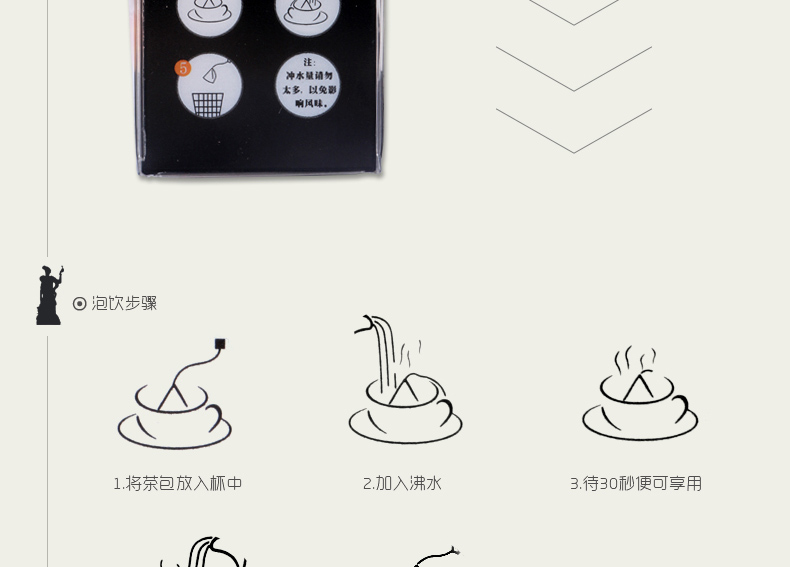 5
注:
冲水量请勿
太多，以免影
响风味。
泡饮步骤
1.将茶包放入杯中
2.加入沸水
3.待30秒便可享用